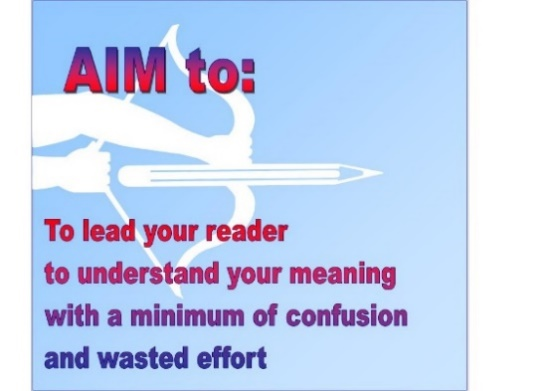 AIM to:
To lead your reader
to understand your meaning
with a minimum of confusion
and wasted effort